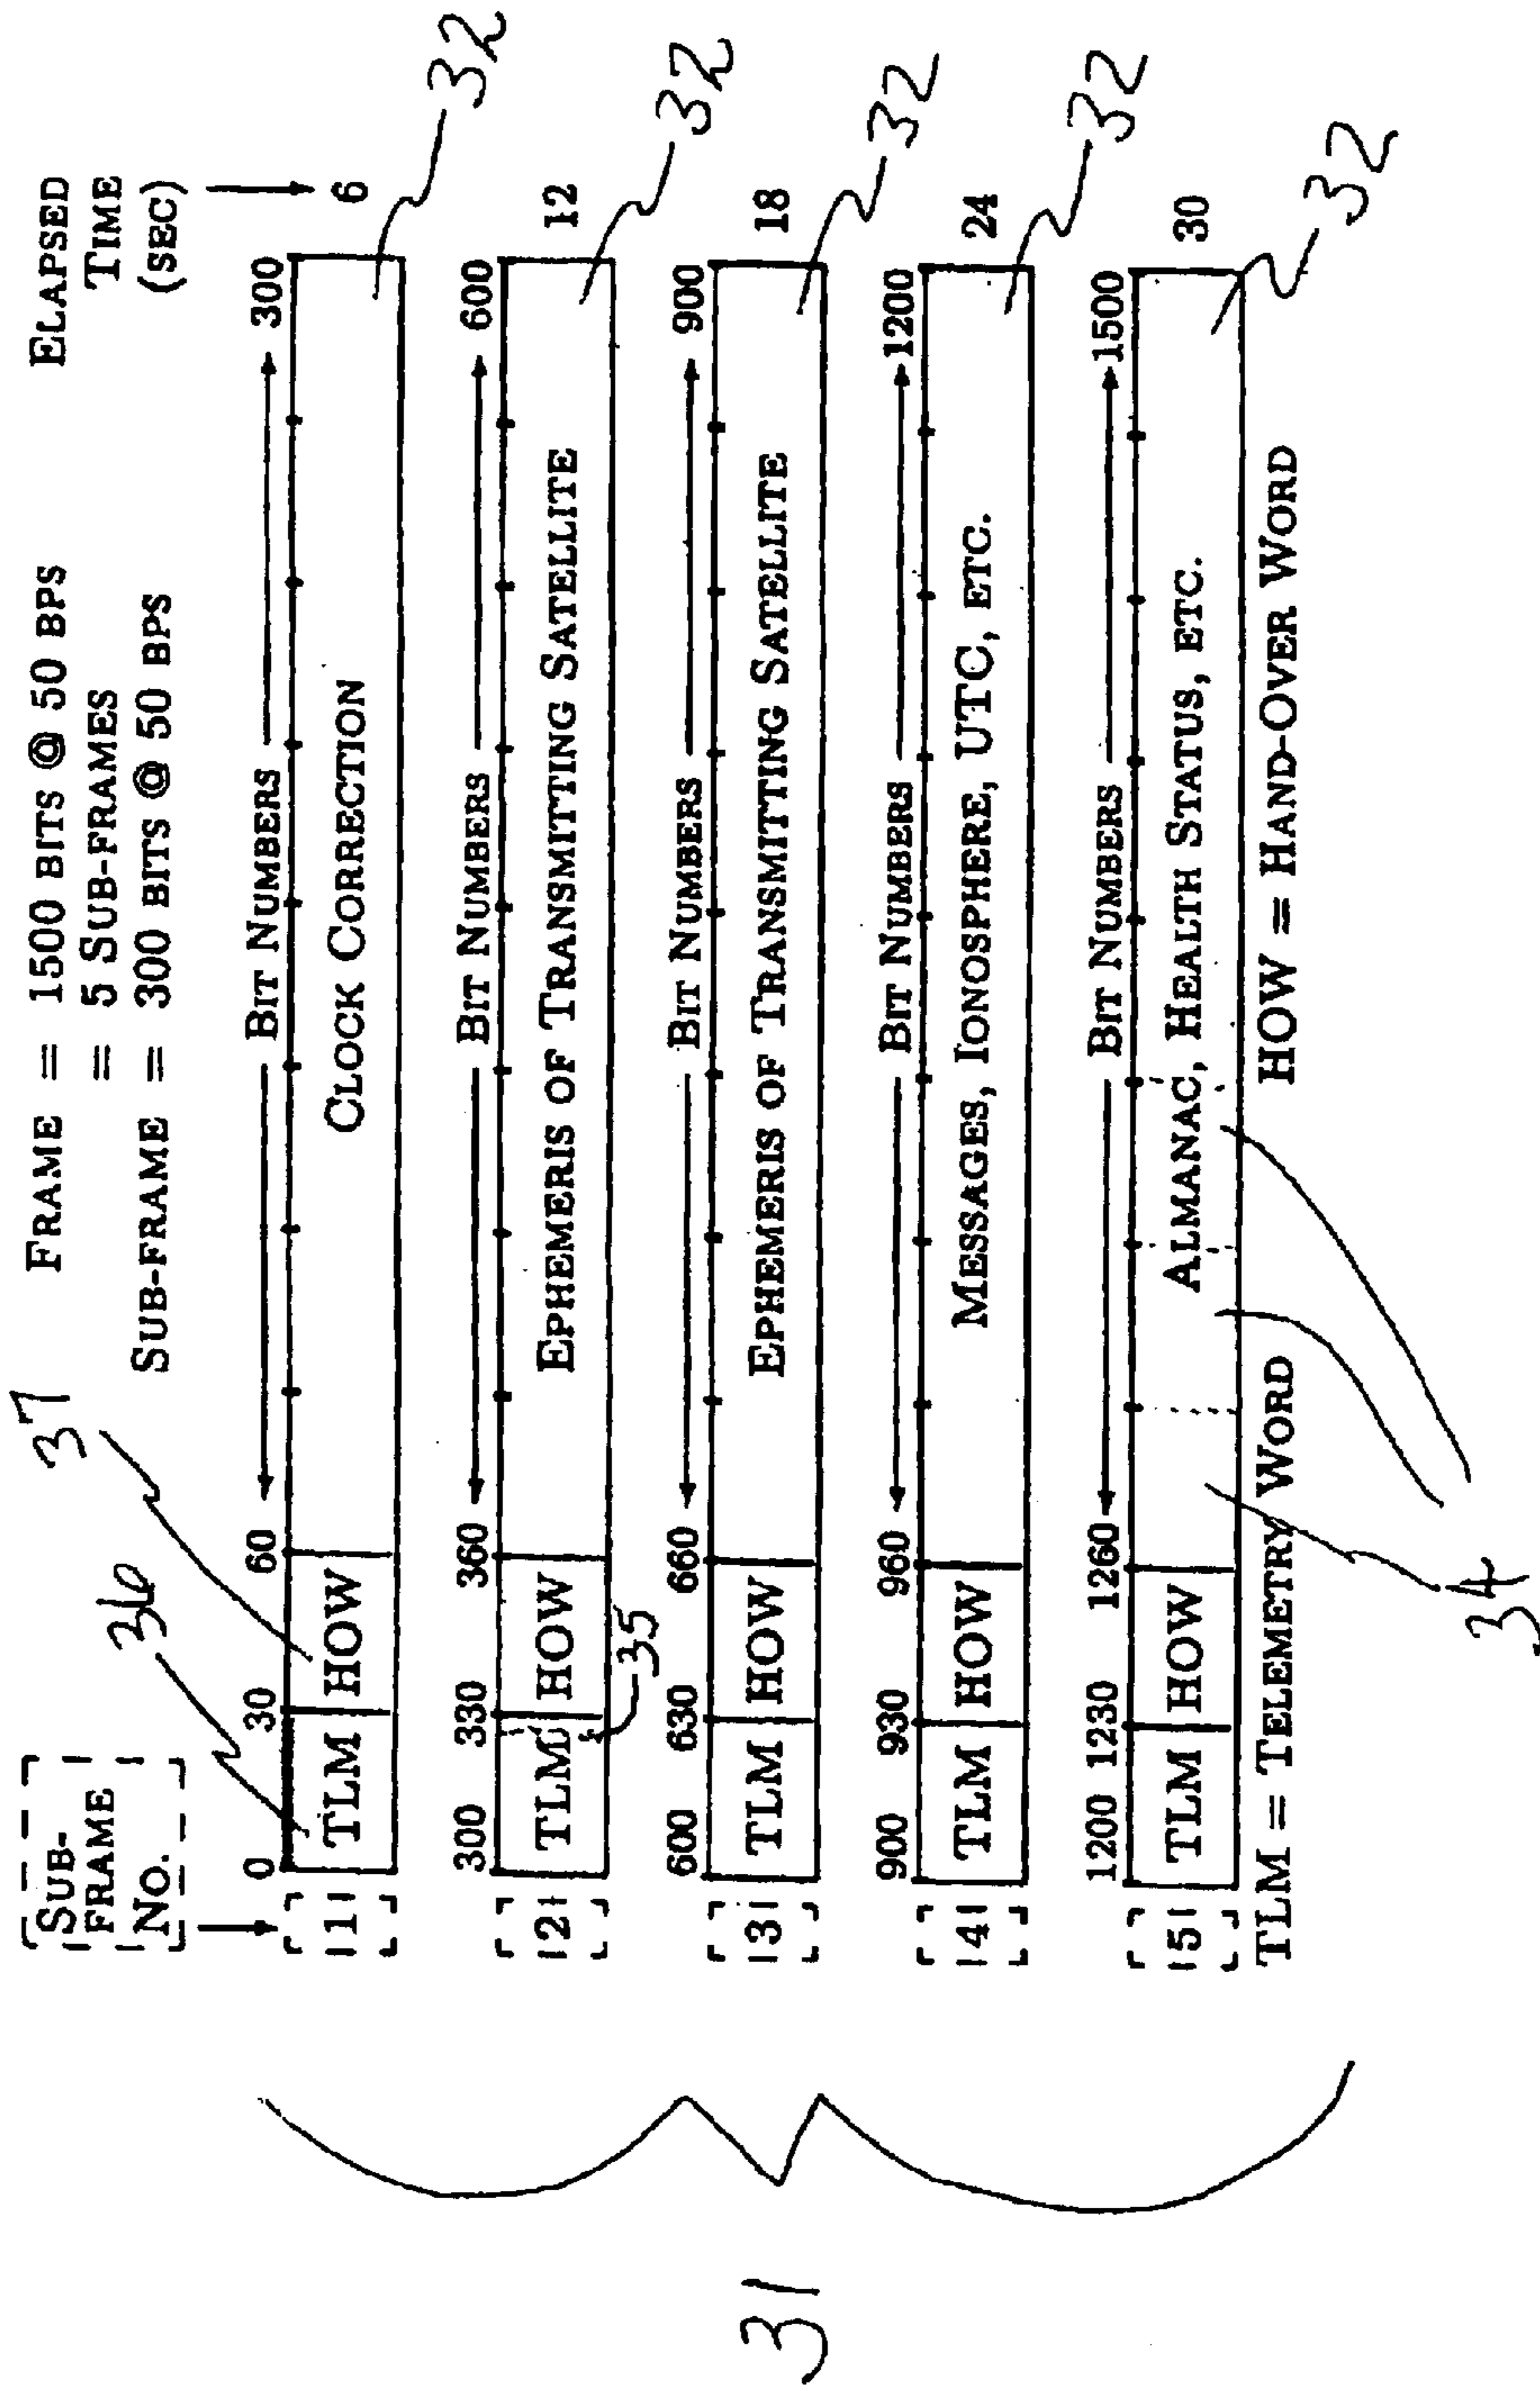 FRAME = 1500 BITS @ 50 BPS
= 5 SUB-FRAMES
SUB-FRAME = 300 BITS @ 50 BPS
SUB-
FRAME
NO.
ELAPSED
TIME
(SEC)
36
37
0 30 60 BIT NUMBERS 300
1 TLM HOW CLOCK CORRECTION 6
32
300 330 360 BIT NUMBERS 600
2 TLM HOW EPHEMERIS OF TRANSMITTING SATELLITE 12
32
35
600 630 660 BIT NUMBERS 900
3 TLM HOW EPHEMERIS OF TRANSMITTING SATELLITE 18
32
900 930 960 BIT NUMBERS 1200
4 TLM HOW MESSAGES, IONOSPHERE, UTC, ETC. 24
32
1200 1230 1260 BIT NUMBERS 1500
5 TLM HOW ALMANAC, HEALTH STATUS, ETC. 30
32
TLM = TELEMETRY WORD HOW = HAND-OVER WORD
34
31